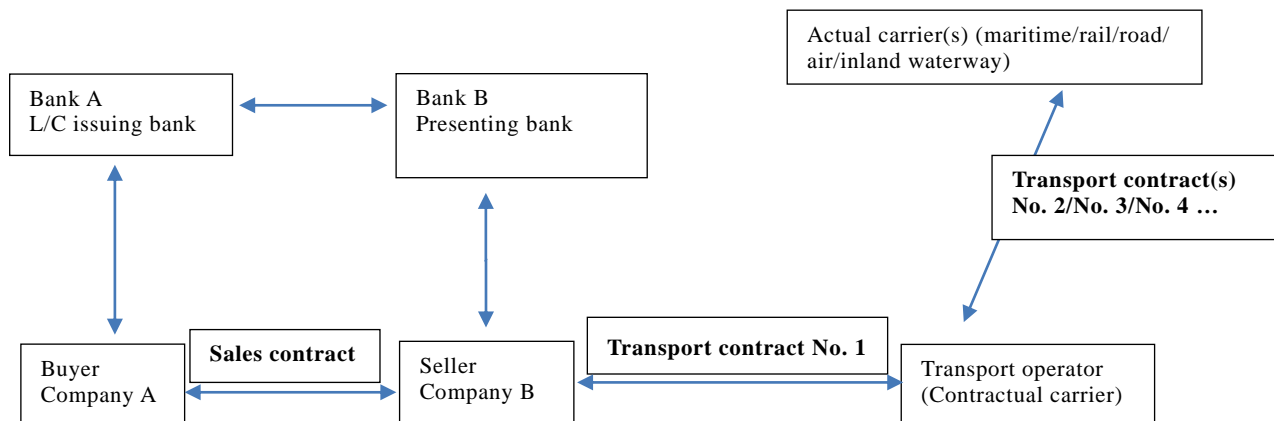 Actual carrier(s) (maritime/rail/road/
air/inland waterway)
Bank A
L/C issuing bank
Bank B
Presenting bank
Transport contract(s)
No. 2/No. 3/No. 4 …
Sales contract
Transport contract No. 1
Buyer
Company A
Seller
Company B
Transport operator
(Contractual carrier)